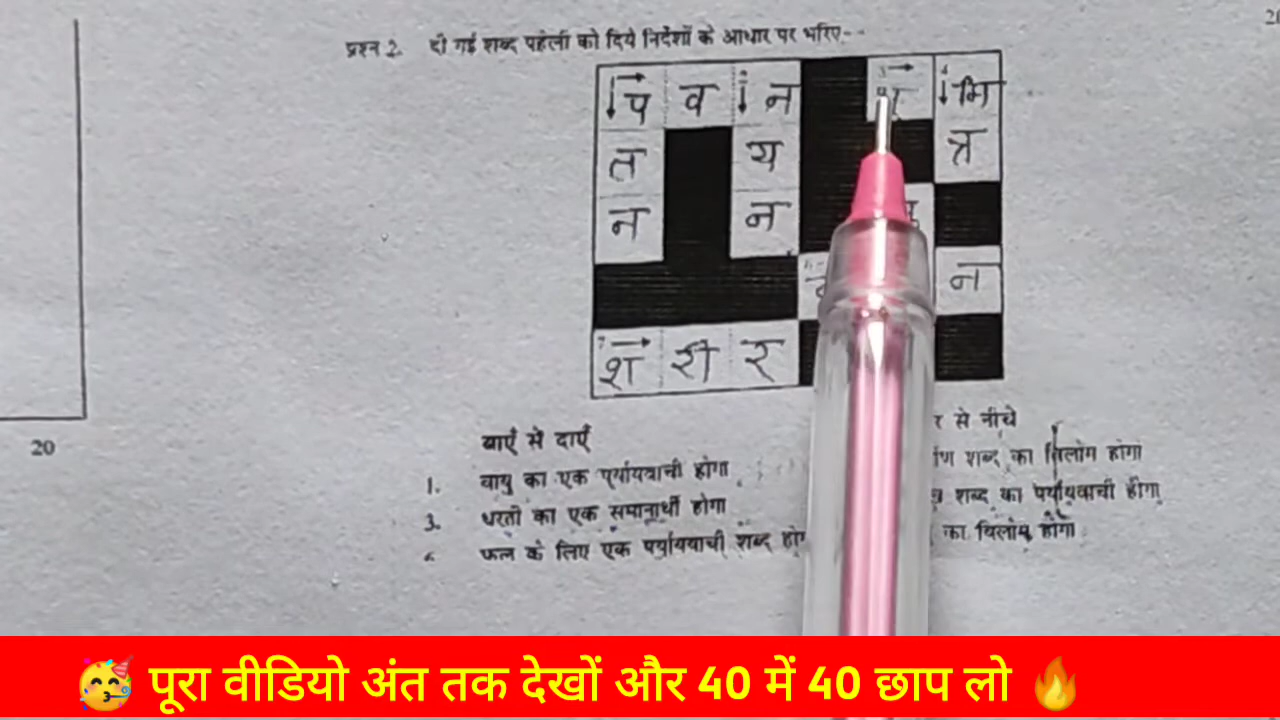 प्रश्न 2. दी गई शब्द पहेली को दिये निर्देशों के आधार पर भरिए--
प व न भि
त य त्र
न न
न
श री र
20
बाएँ से दाएँ
र से नीचे
1. वायु का एक पर्यायवाची होगा
शब्द का विलोम होगा
3. धरती का एक समानार्थी होगा
शब्द का पर्यायवाची होगा
फल के लिए एक पर्यायवाची शब्द
का विलोम होगा
🥳 पूरा वीडियो अंत तक देखों और 40 में 40 छाप लो 🔥